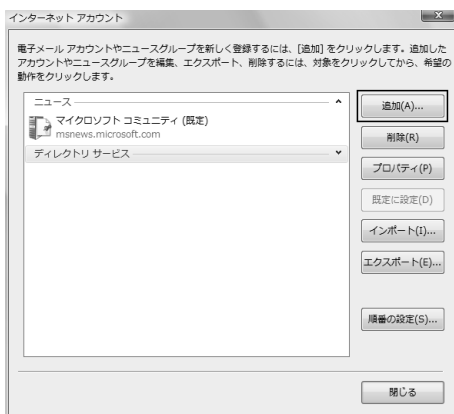 インターネット アカウント
電子メール アカウントやニュースグループを新しく登録するには、[追加] をクリックします。追加した
アカウントやニュースグループを編集、エクスポート、削除するには、対象をクリックしてから、希望の
動作をクリックします。
ニュース
マイクロソフト コミュニティ (既定)
msnews.microsoft.com
ディレクトリ サービス
追加(A)...
削除(R)
プロパティ(P)
既定に設定(D)
インポート(I)...
エクスポート(E)...
順番の設定(S)...
閉じる